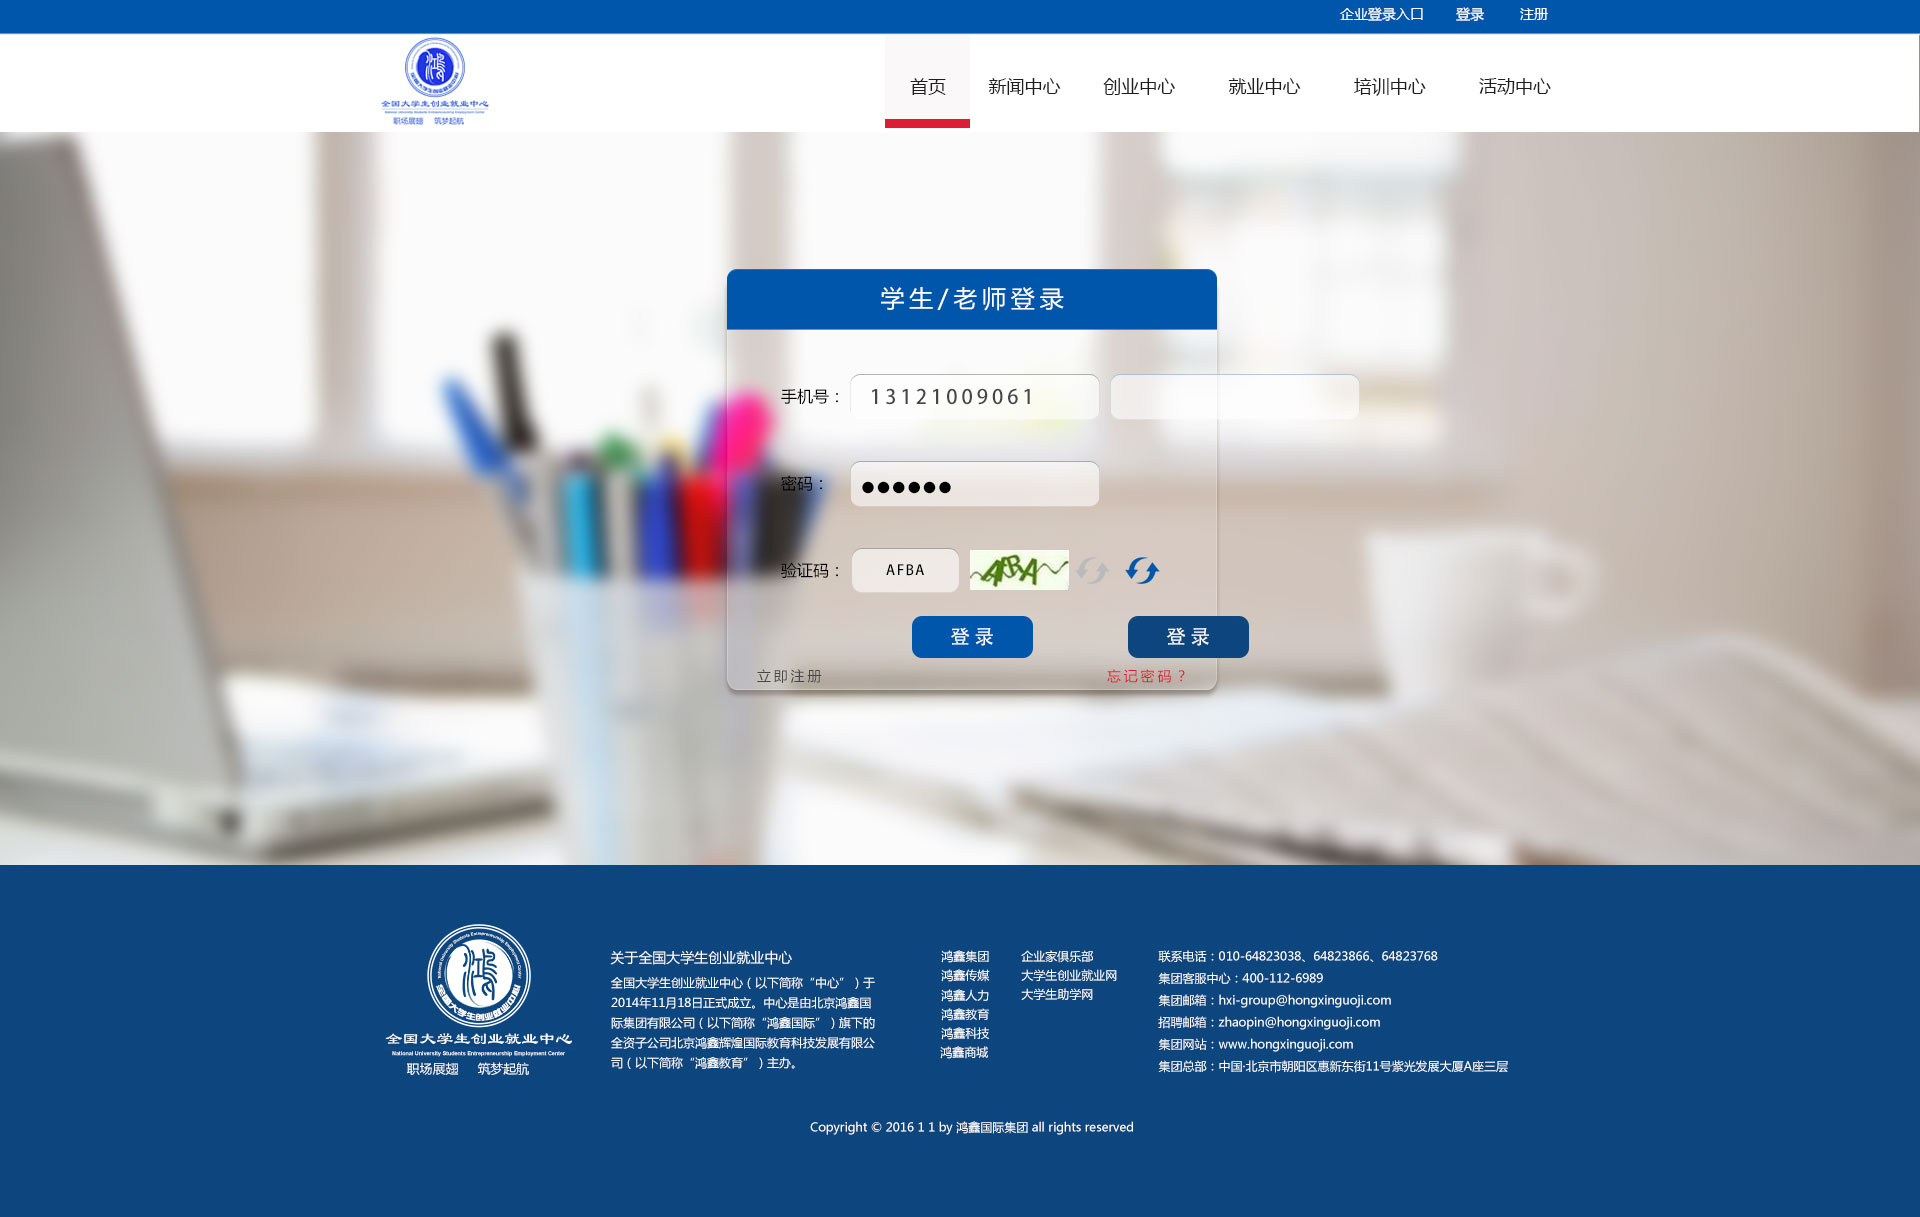 企业登录入口 登录 注册
全国大学生创业就业中心
National University Students Entrepreneurship Employment Center
职场展翅 筑梦起航
首页 新闻中心 创业中心 就业中心 培训中心 活动中心
学生/老师登录
手机号： 13121009061
密码： ●●●●●●
验证码： AFBA AFBA
登录 登录
立即注册 忘记密码？
全国大学生创业就业中心
National University Students Entrepreneurship Employment Center
职场展翅 筑梦起航
关于全国大学生创业就业中心
全国大学生创业就业中心（以下简称“中心”）于
2014年11月18日正式成立。中心是由北京鸿鑫国
际集团有限公司（以下简称“鸿鑫国际”）旗下的
全资子公司北京鸿鑫辉煌国际教育科技发展有限公
司（以下简称“鸿鑫教育”）主办。
鸿鑫集团
鸿鑫传媒
鸿鑫人力
鸿鑫教育
鸿鑫科技
鸿鑫商城
企业家俱乐部
大学生创业就业网
大学生助学网
联系电话：010-64823038、64823866、64823768
集团客服中心：400-112-6989
集团邮箱：hxi-group@hongxinguoji.com
招聘邮箱：zhaopin@hongxinguoji.com
集团网站：www.hongxinguoji.com
集团总部：中国·北京市朝阳区惠新东街11号紫光发展大厦A座三层
Copyright © 2016 1 1 by 鸿鑫国际集团 all rights reserved